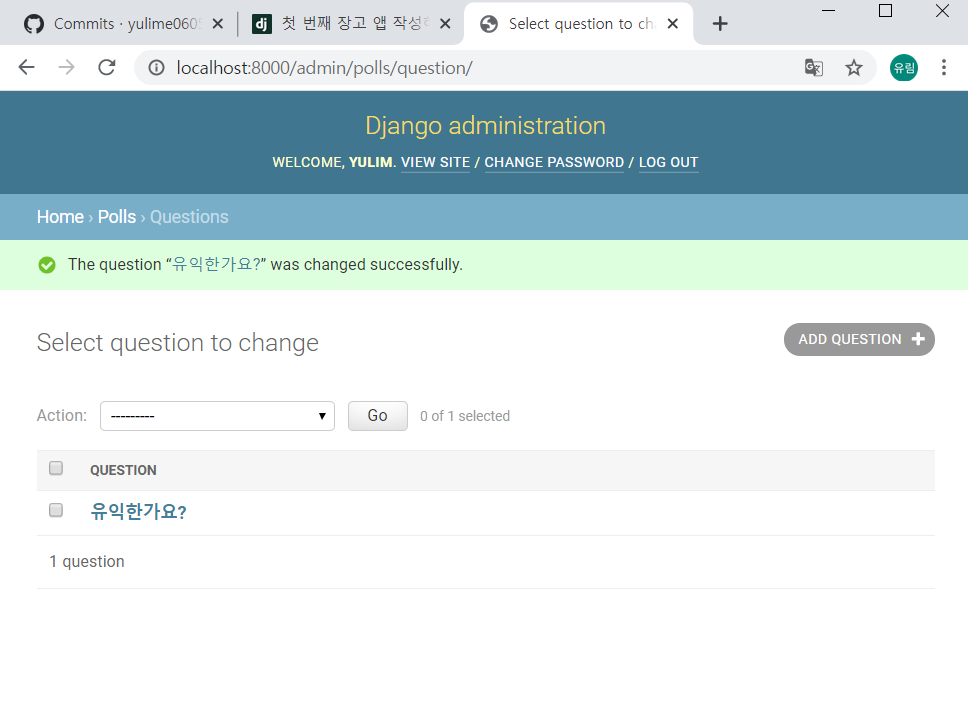 Commits · yulime060
dj 첫 번째 장고 앱 작성
Select question to ch
localhost:8000/admin/polls/question/
유림
Django administration
WELCOME, YULIM. VIEW SITE / CHANGE PASSWORD / LOG OUT
Home › Polls › Questions
The question “유익한가요?” was changed successfully.
Select question to change
ADD QUESTION +
Action: --------- Go 0 of 1 selected
QUESTION
유익한가요?
1 question